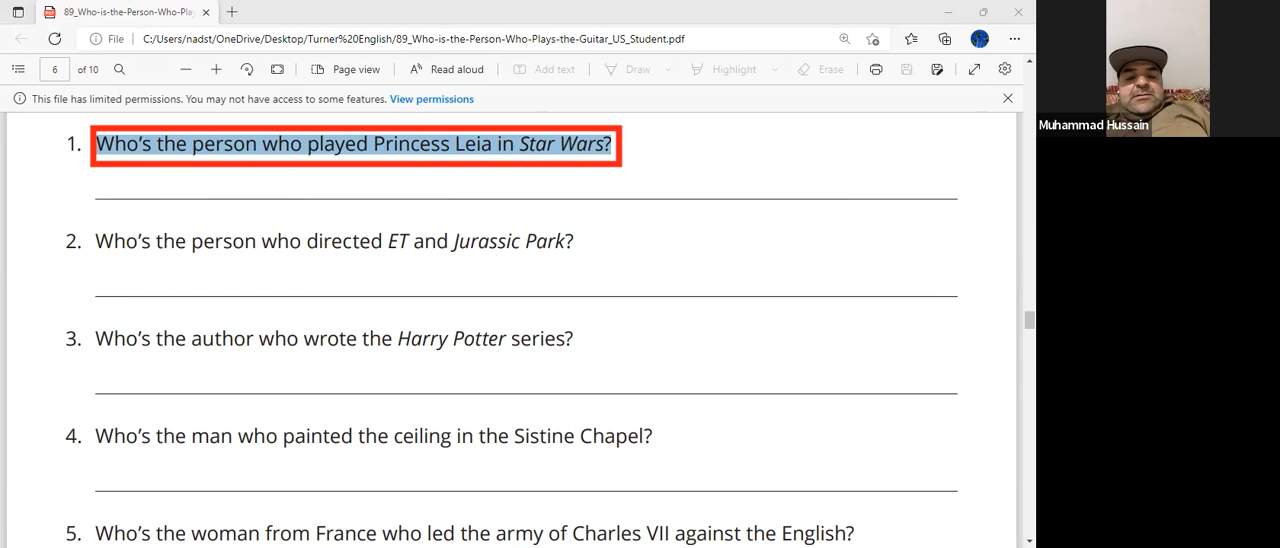 89_Who-is-the-Person-Who-Pla
File
C:/Users/nadst/OneDrive/Desktop/Turner%20English/89_Who-is-the-Person-Who-Plays-the-Guitar_US_Student.pdf
6 of 10
Page view
Read aloud
Add text
Draw
Highlight
Erase
This file has limited permissions. You may not have access to some features. View permissions
Muhammad Hussain
1. Who's the person who played Princess Leia in Star Wars?
2. Who's the person who directed ET and Jurassic Park?
3. Who's the author who wrote the Harry Potter series?
4. Who's the man who painted the ceiling in the Sistine Chapel?
5. Who's the woman from France who led the army of Charles VII against the English?